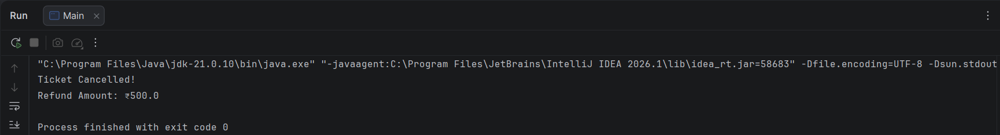 Run Main
"C:\Program Files\Java\jdk-21.0.10\bin\java.exe" "-javaagent:C:\Program Files\JetBrains\IntelliJ IDEA 2026.1\lib\idea_rt.jar=58683" -Dfile.encoding=UTF-8 -Dsun.stdout
Ticket Cancelled!
Refund Amount: ₹500.0
Process finished with exit code 0